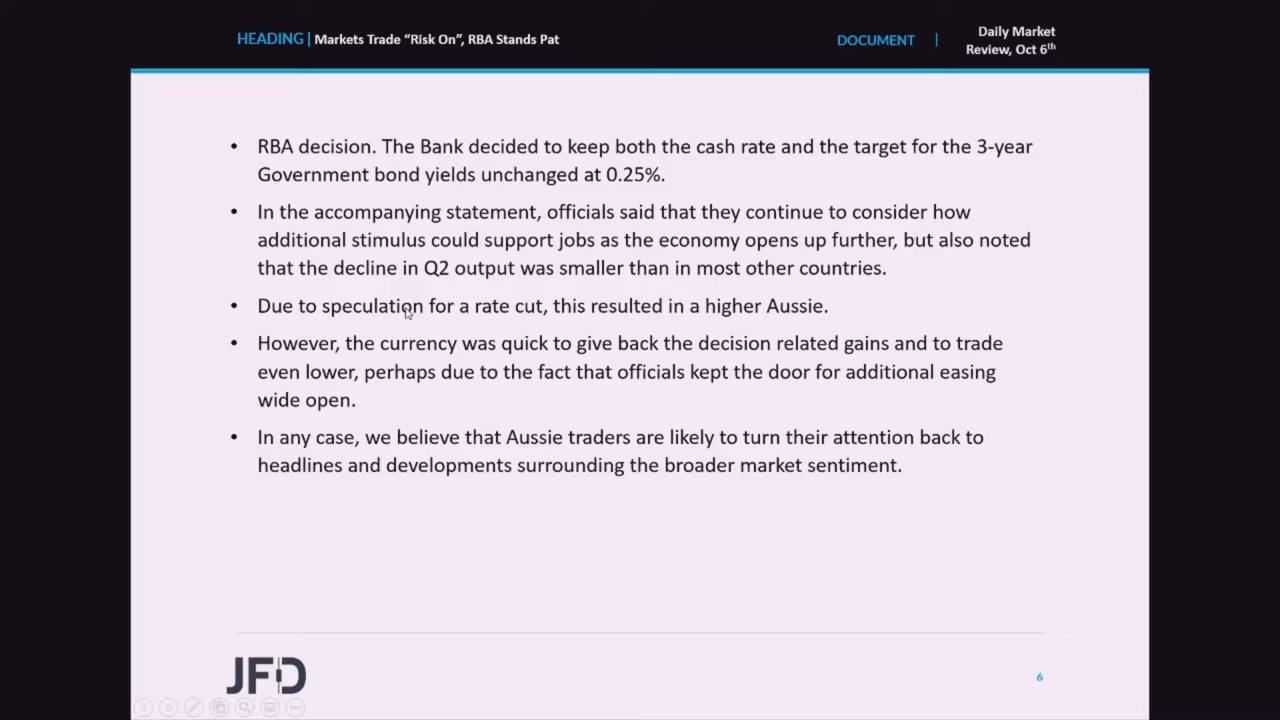 HEADING | Markets Trade “Risk On”, RBA Stands Pat
DOCUMENT |
Daily Market
Review, Oct 6th
• RBA decision. The Bank decided to keep both the cash rate and the target for the 3-year
Government bond yields unchanged at 0.25%.
• In the accompanying statement, officials said that they continue to consider how
additional stimulus could support jobs as the economy opens up further, but also noted
that the decline in Q2 output was smaller than in most other countries.
• Due to speculation for a rate cut, this resulted in a higher Aussie.
• However, the currency was quick to give back the decision related gains and to trade
even lower, perhaps due to the fact that officials kept the door for additional easing
wide open.
• In any case, we believe that Aussie traders are likely to turn their attention back to
headlines and developments surrounding the broader market sentiment.
JFD
6